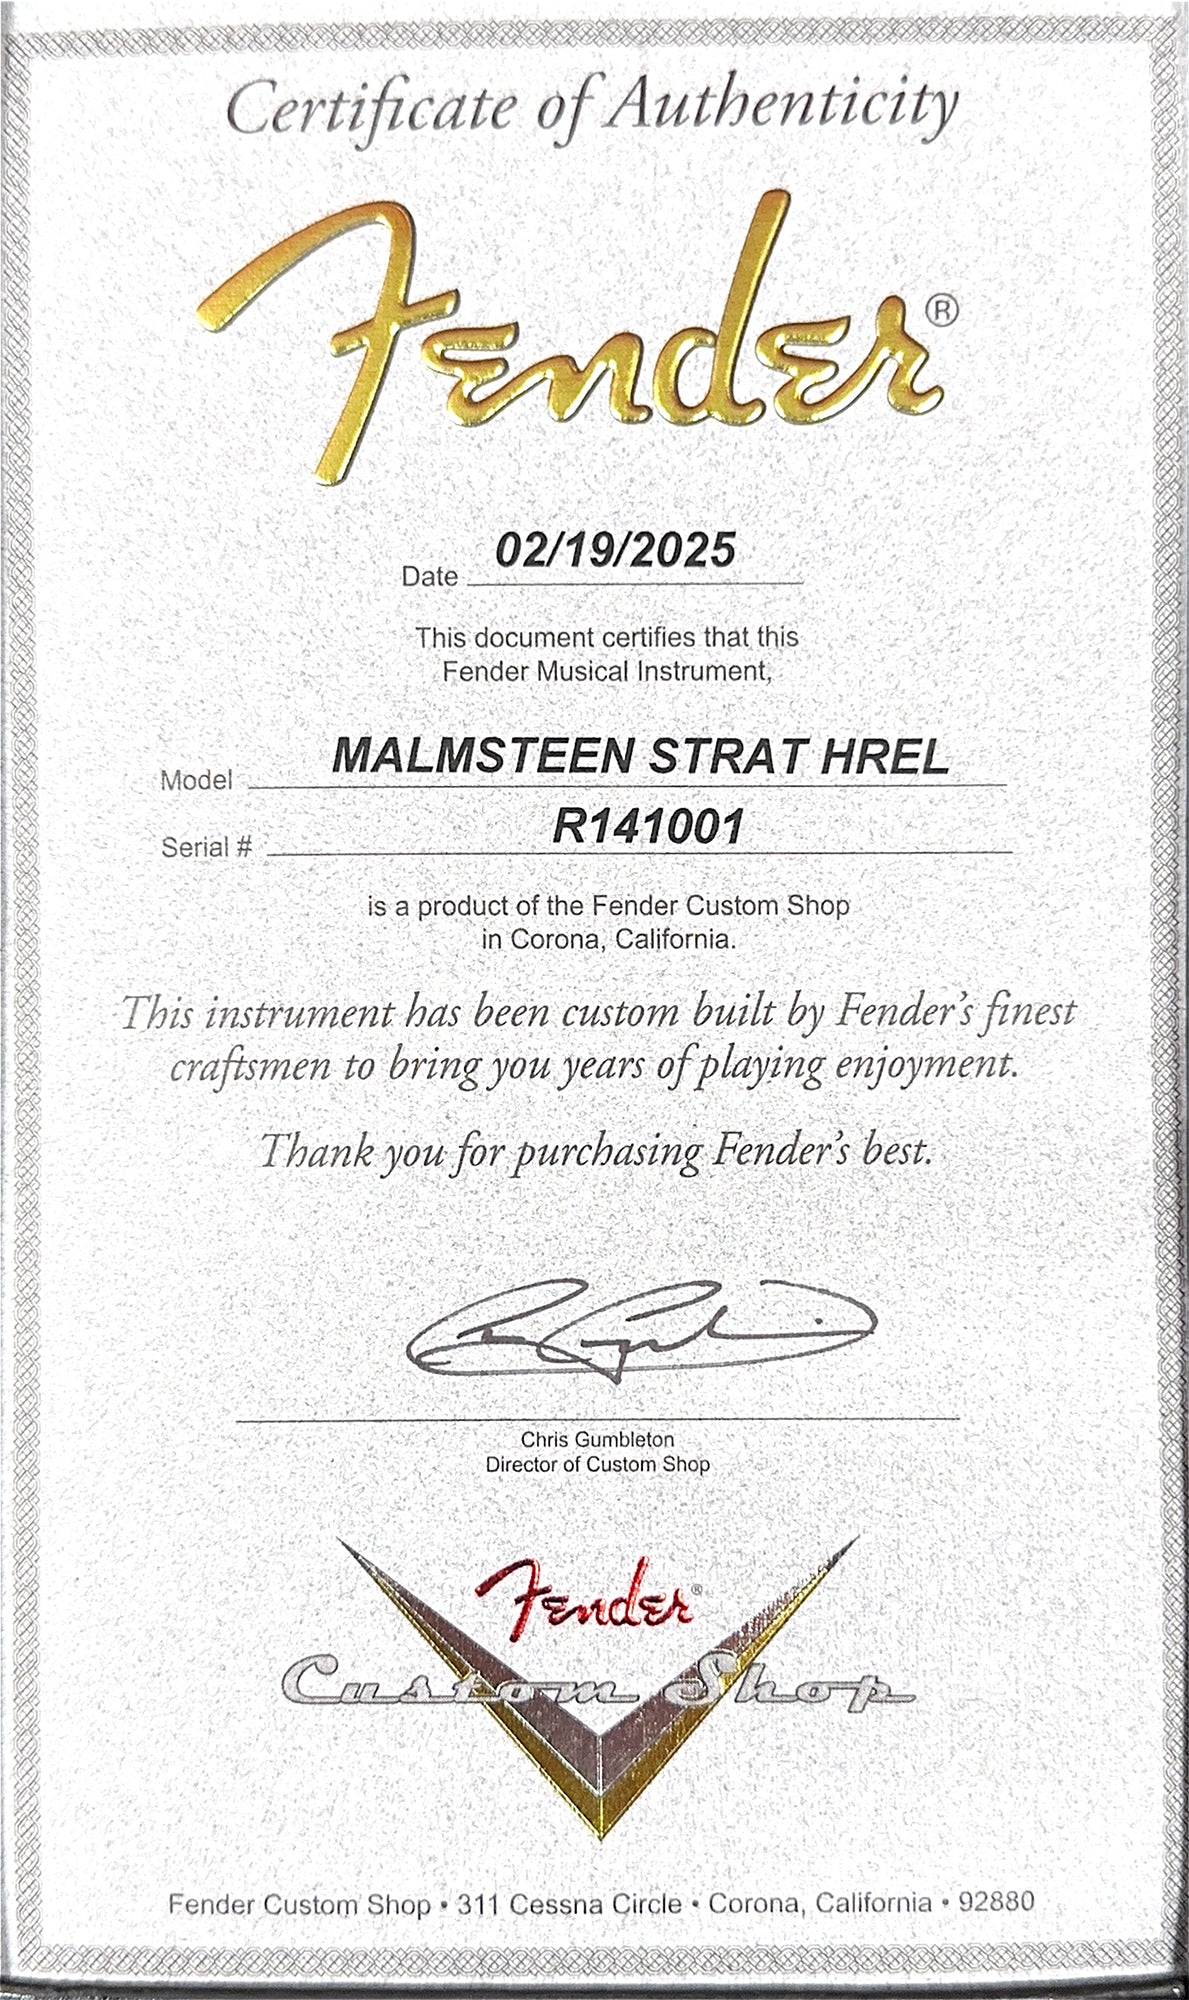 Certificate of Authenticity
Fender®
Date 02/19/2025
This document certifies that this
Fender Musical Instrument,
Model MALMSTEEN STRAT HREL
Serial # R141001
is a product of the Fender Custom Shop
in Corona, California.
This instrument has been custom built by Fender's finest
craftsmen to bring you years of playing enjoyment.
Thank you for purchasing Fender's best.
Chris Gumbleton
Director of Custom Shop
Fender®
Custom Shop
Fender Custom Shop • 311 Cessna Circle • Corona, California • 92880